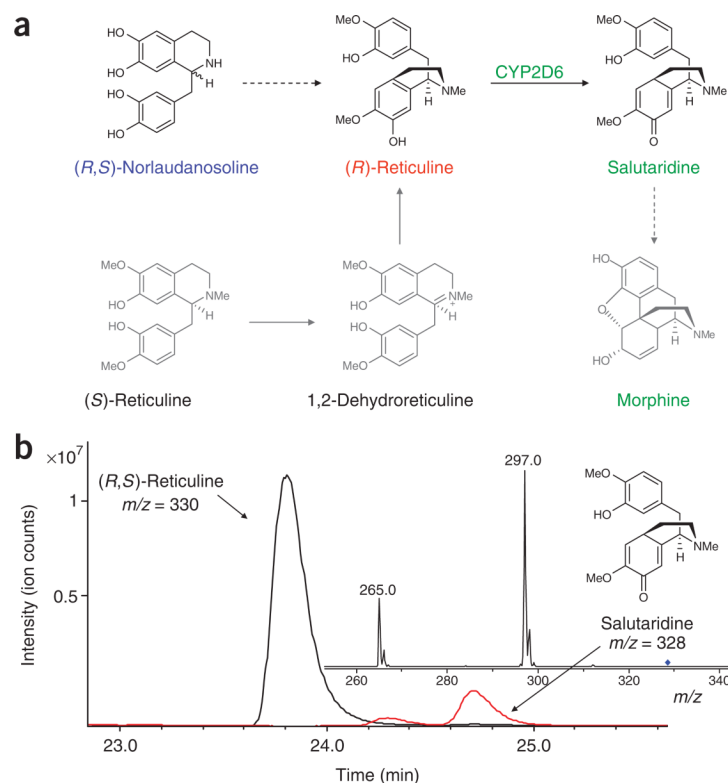 a
HO
HO
NH
H
HO
HO
(R,S)-Norlaudanosoline
MeO
HO
NMe
H
MeO
OH
(R)-Reticuline
CYP2D6
MeO
HO
NMe
H
MeO
O
Salutaridine
MeO
HO
NMe
H
HO
MeO
(S)-Reticuline
MeO
HO
NMe
+
H
HO
MeO
1,2-Dehydroreticuline
HO
O
NMe
H
HO
Morphine
b
×10⁷
(R,S)-Reticuline
m/z = 330
1
0.5
Intensity (ion counts)
297.0
265.0
MeO
HO
NMe
H
MeO
O
Salutaridine
m/z = 328
260 280 300 320 340
m/z
23.0 24.0 25.0
Time (min)